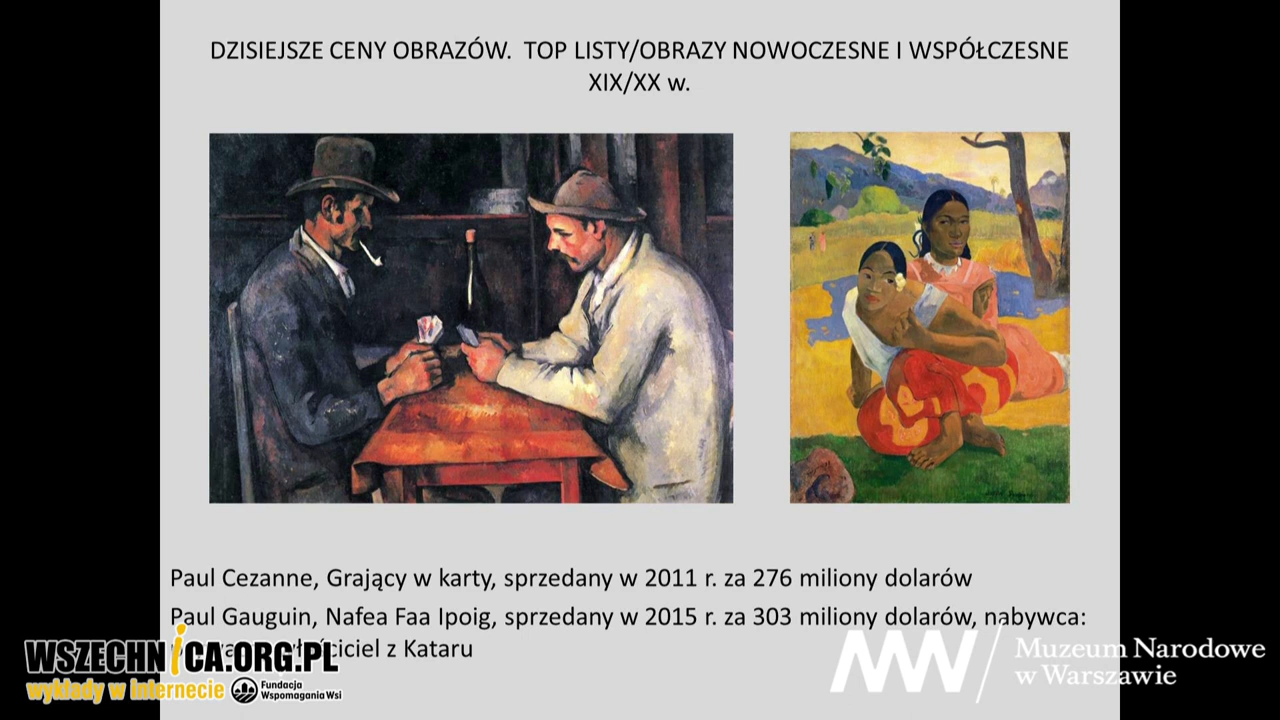 DZISIEJSZE CENY OBRAZÓW. TOP LISTY/OBRAZY NOWOCZESNE I WSPÓŁCZESNE
XIX/XX w.
Paul Cezanne, Grający w karty, sprzedany w 2011 r. za 276 miliony dolarów
Paul Gauguin, Nafea Faa Ipoig, sprzedany w 2015 r. za 303 miliony dolarów, nabywca:
z Kataru
WSZECHNICA.ORG.PL
wykłady w Internecie
Fundacja
Wspomagania Wsi
Muzeum Narodowe
w Warszawie